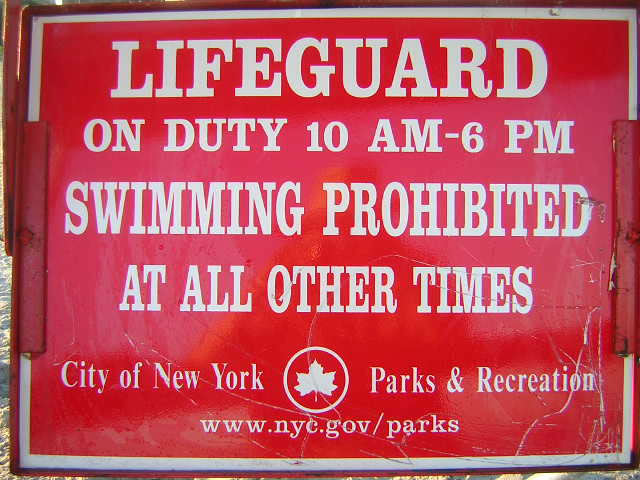 LIFEGUARD
ON DUTY 10 AM-6 PM
SWIMMING PROHIBITED
AT ALL OTHER TIMES
City of New York Parks & Recreation
www.nyc.gov/parks